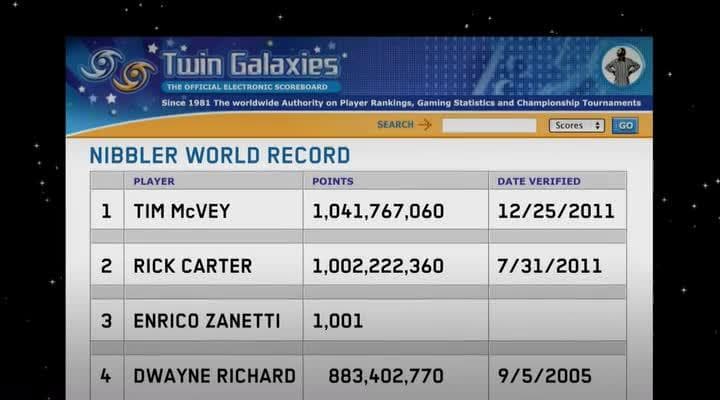 Twin Galaxies
THE OFFICIAL ELECTRONIC SCOREBOARD
Since 1981 The worldwide Authority on Player Rankings, Gaming Statistics and Championship Tournaments
SEARCH Scores GO
NIBBLER WORLD RECORD
PLAYER POINTS DATE VERIFIED
1 TIM McVEY 1,041,767,060 12/25/2011
2 RICK CARTER 1,002,222,360 7/31/2011
3 ENRICO ZANETTI 1,001
4 DWAYNE RICHARD 883,402,770 9/5/2005